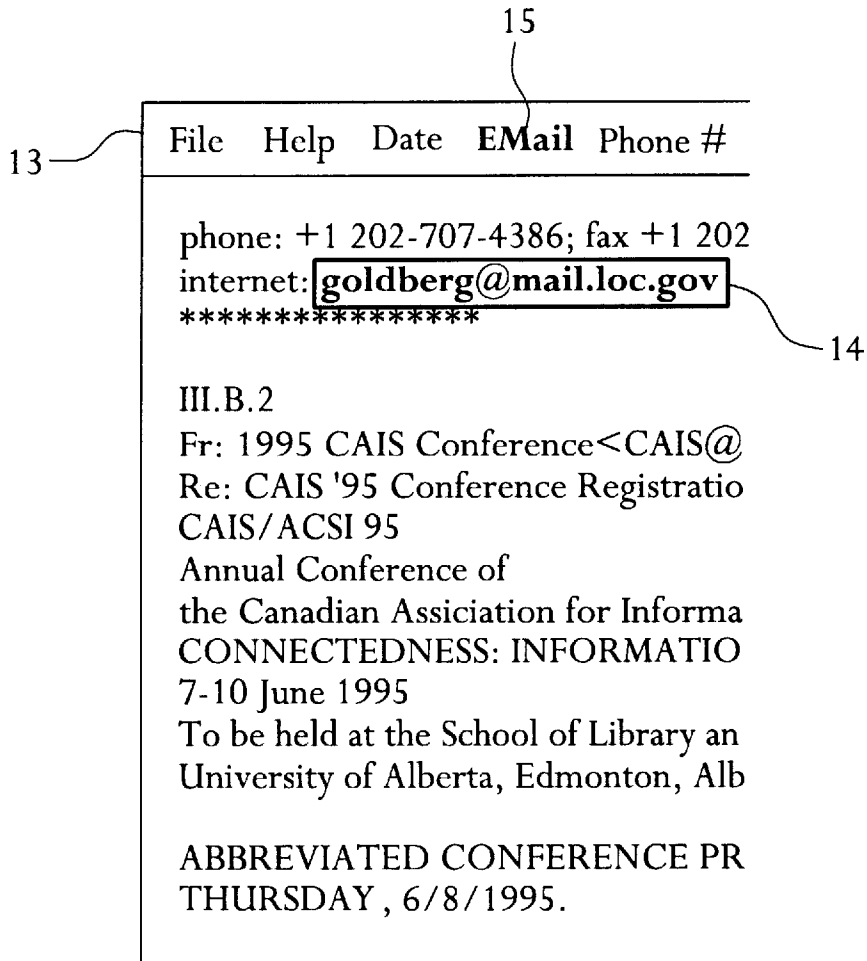 15
13
File Help Date EMail Phone #
phone: +1 202-707-4386; fax +1 202
internet: goldberg@mail.loc.gov
****************
14
III.B.2
Fr: 1995 CAIS Conference<CAIS@
Re: CAIS '95 Conference Registratio
CAIS/ACSI 95
Annual Conference of
the Canadian Assiciation for Informa
CONNECTEDNESS: INFORMATIO
7-10 June 1995
To be held at the School of Library an
University of Alberta, Edmonton, Alb
ABBREVIATED CONFERENCE PR
THURSDAY , 6/8/1995.